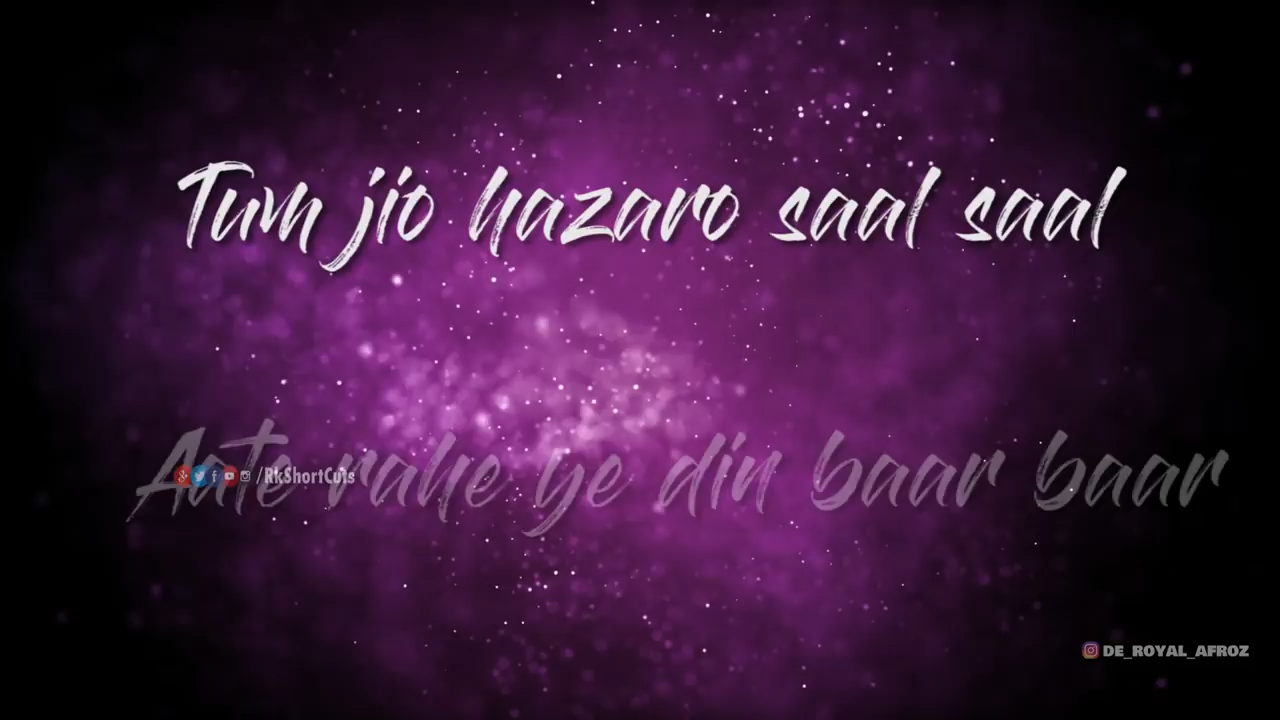 Tum jio hazaro saal saal
Aate rahe ye din baar baar
/RkShortCuts
DE_ROYAL_AFROZ